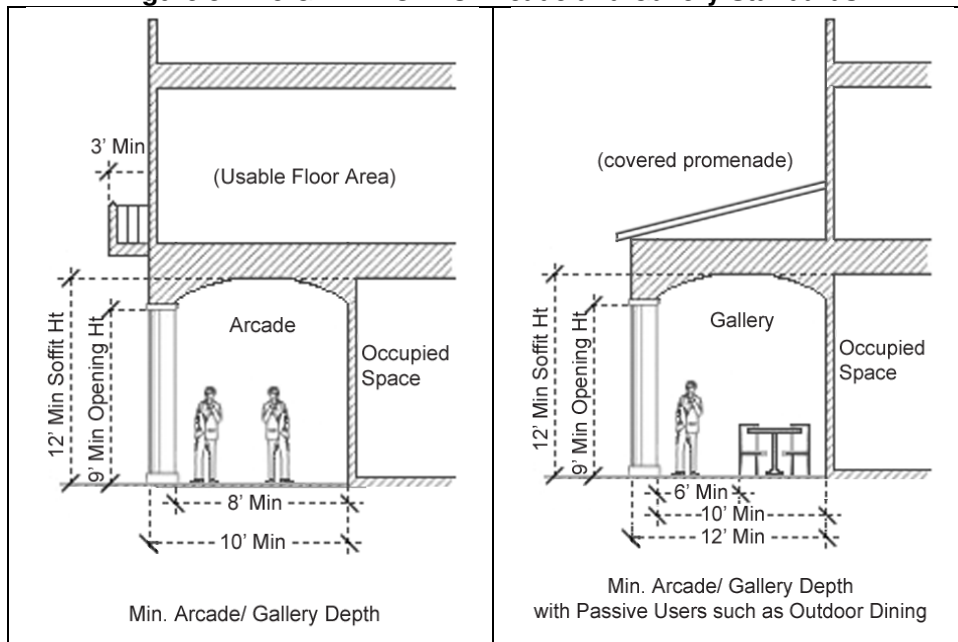 3' Min
(Usable Floor Area)
12' Min Soffit Ht
9' Min Opening Ht
Arcade
Occupied
Space
8' Min
10' Min
Min. Arcade/ Gallery Depth
(covered promenade)
12' Min Soffit Ht
9' Min Opening Ht
Gallery
Occupied
Space
6' Min
10' Min
12' Min
Min. Arcade/ Gallery Depth
with Passive Users such as Outdoor Dining